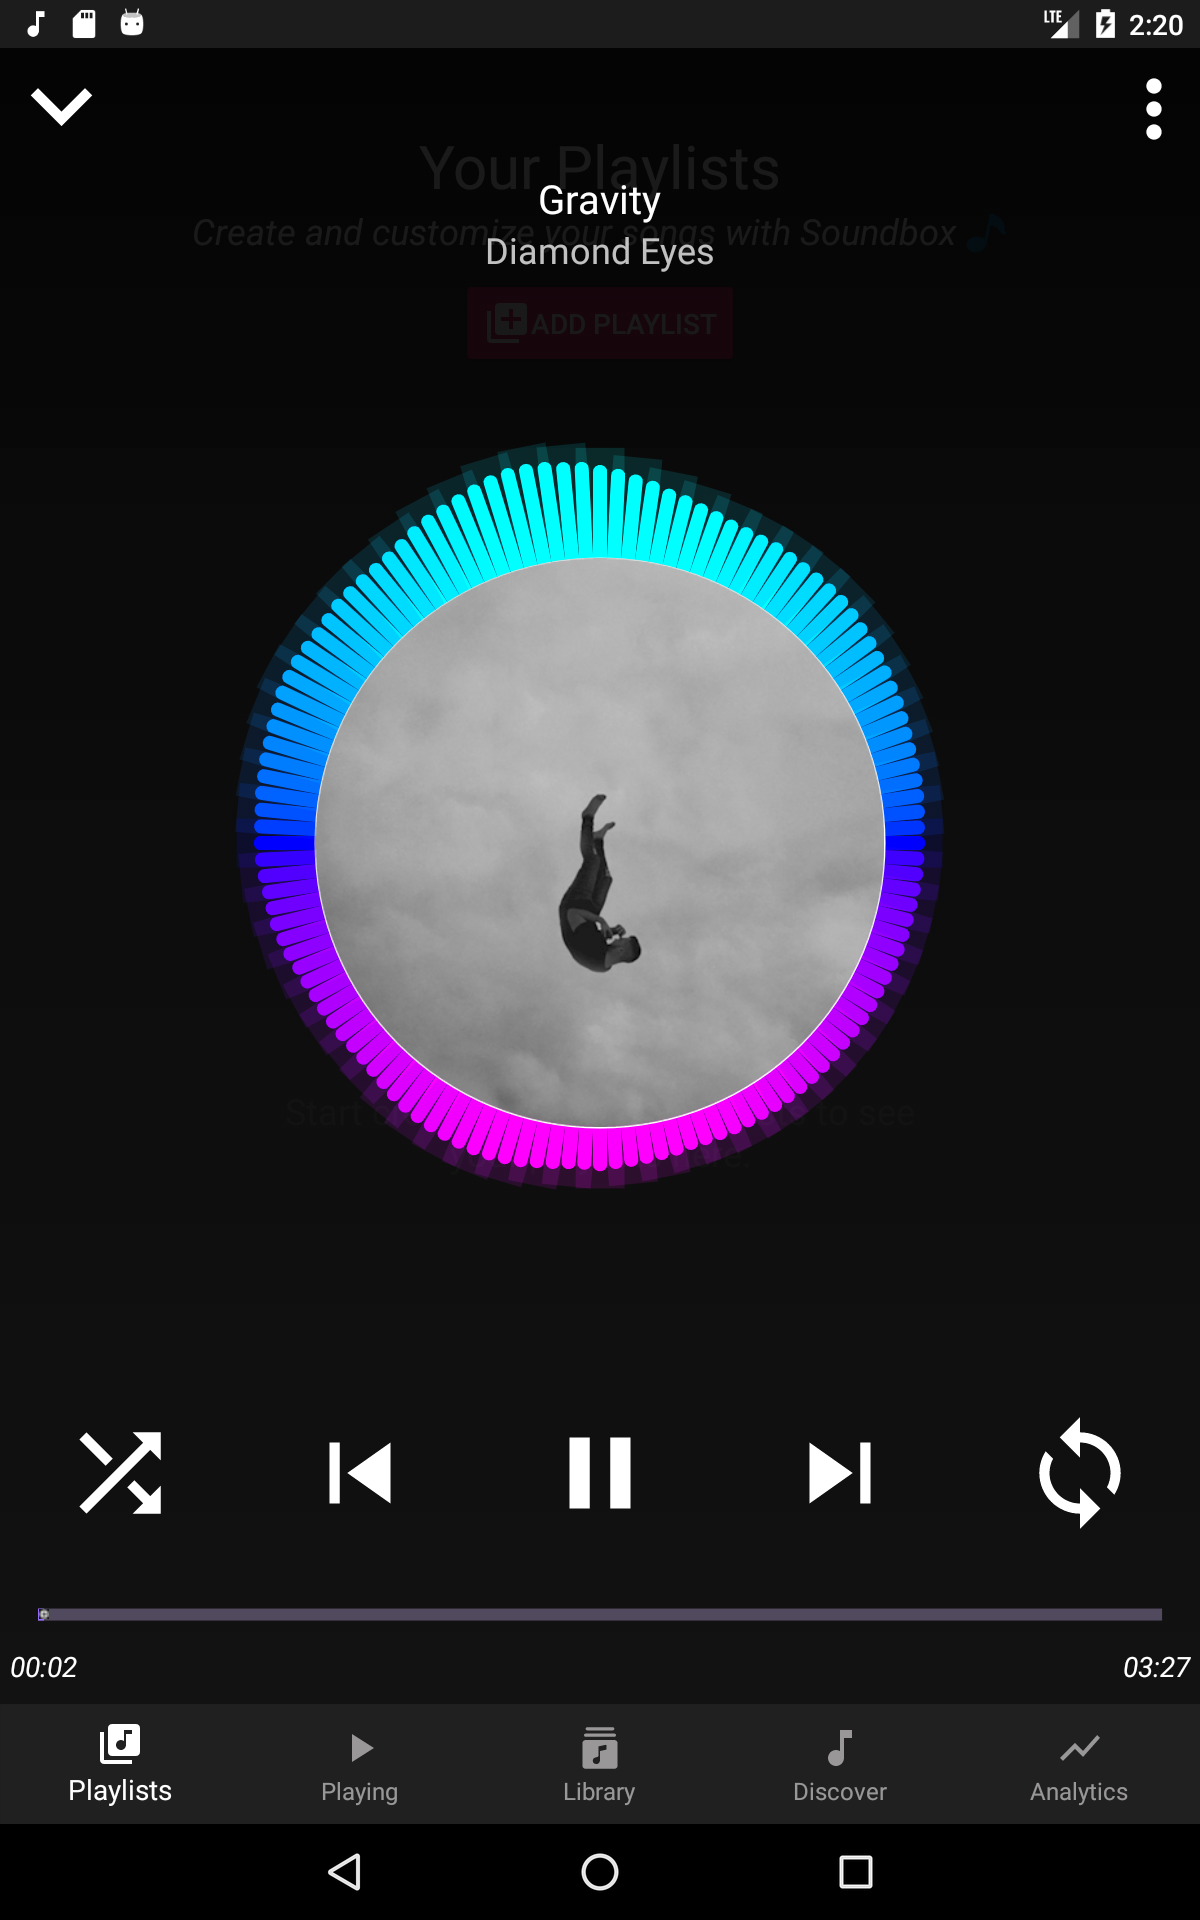 LTE 2:20
Your Playlists
Gravity
Create and customize your songs with Soundbox
Diamond Eyes
ADD PLAYLIST
Start
to see
00:02 03:27
Playlists Playing Library Discover Analytics